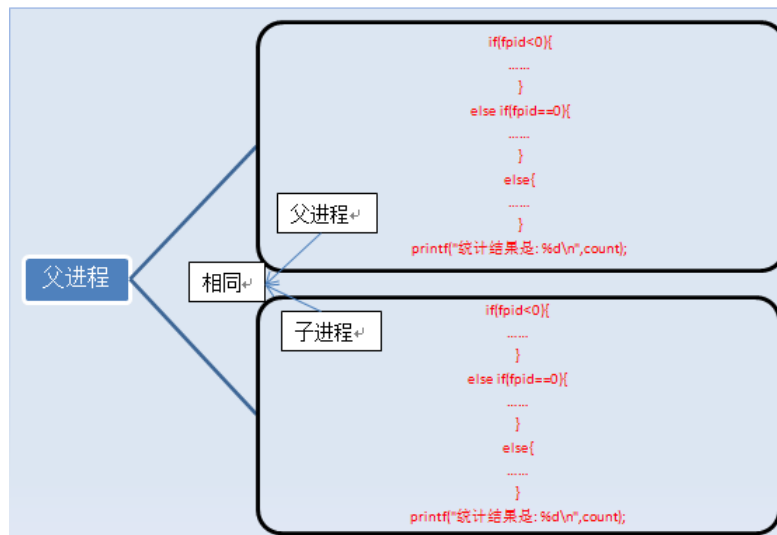 if(fpid<0){
......
}
else if(fpid==0){
......
}
else{
......
}
printf("统计结果是: %d\n",count);
父进程
父进程
相同
子进程
if(fpid<0){
......
}
else if(fpid==0){
......
}
else{
......
}
printf("统计结果是: %d\n",count);